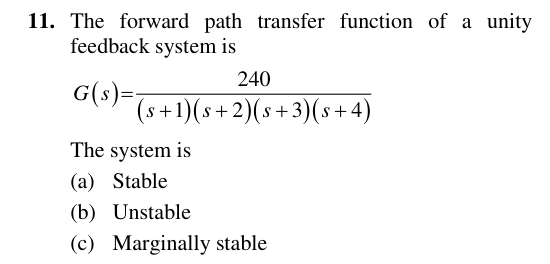 11. The forward path transfer function of a unity
feedback system is
G(s)=240/((s+1)(s+2)(s+3)(s+4))
The system is
(a) Stable
(b) Unstable
(c) Marginally stable